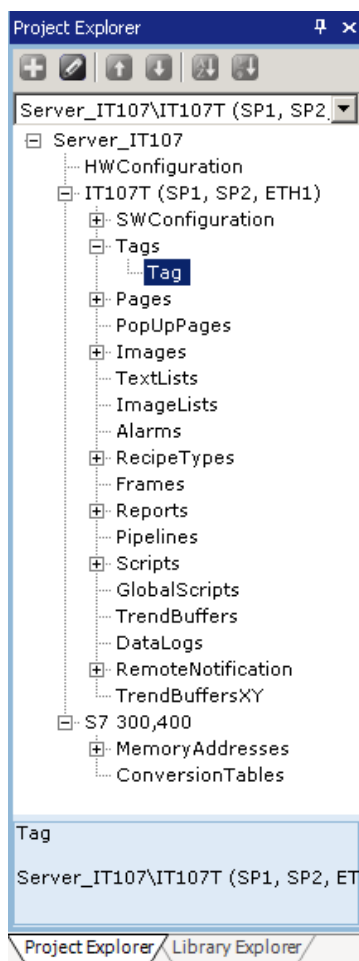 Project Explorer
Server_IT107\IT107T (SP1, SP2
Server_IT107
HWConfiguration
IT107T (SP1, SP2, ETH1)
SWConfiguration
Tags
Tag
Pages
PopUpPages
Images
TextLists
ImageLists
Alarms
RecipeTypes
Frames
Reports
Pipelines
Scripts
GlobalScripts
TrendBuffers
DataLogs
RemoteNotification
TrendBuffersXY
S7 300,400
MemoryAddresses
ConversionTables
Tag
Server_IT107\IT107T (SP1, SP2, ET
Project Explorer Library Explorer